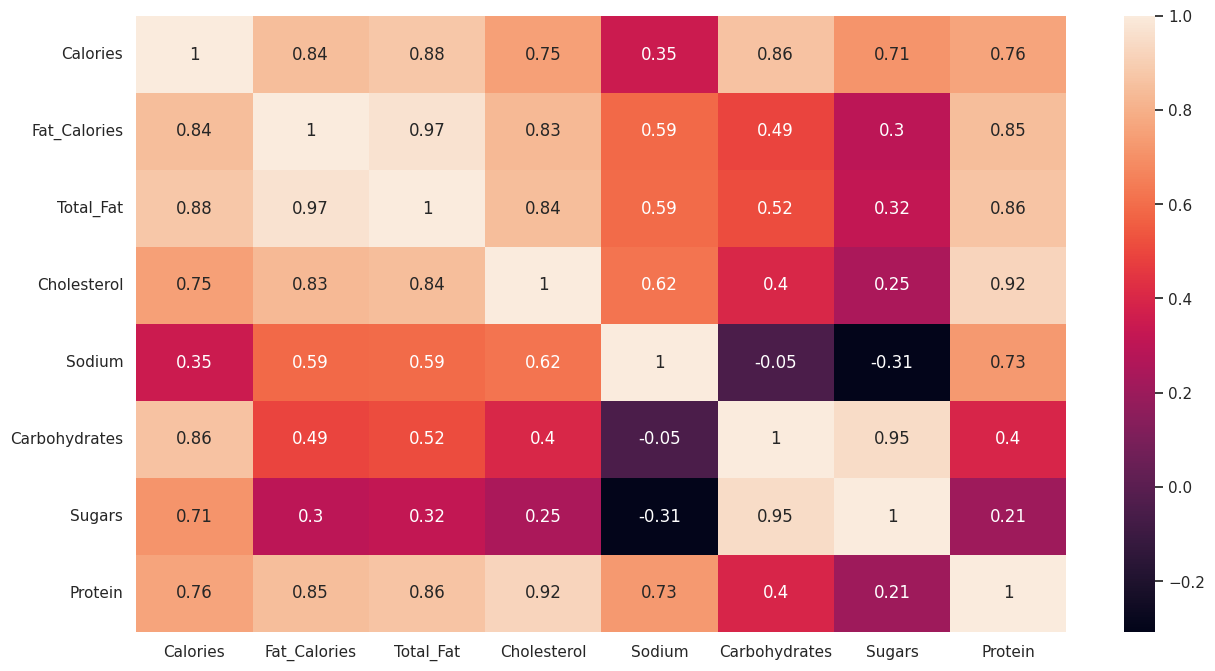 Calories 1 0.84 0.88 0.75 0.35 0.86 0.71 0.76
Fat_Calories 0.84 1 0.97 0.83 0.59 0.49 0.3 0.85
Total_Fat 0.88 0.97 1 0.84 0.59 0.52 0.32 0.86
Cholesterol 0.75 0.83 0.84 1 0.62 0.4 0.25 0.92
Sodium 0.35 0.59 0.59 0.62 1 -0.05 -0.31 0.73
Carbohydrates 0.86 0.49 0.52 0.4 -0.05 1 0.95 0.4
Sugars 0.71 0.3 0.32 0.25 -0.31 0.95 1 0.21
Protein 0.76 0.85 0.86 0.92 0.73 0.4 0.21 1
Calories Fat_Calories Total_Fat Cholesterol Sodium Carbohydrates Sugars Protein
1.0
0.8
0.6
0.4
0.2
0.0
−0.2